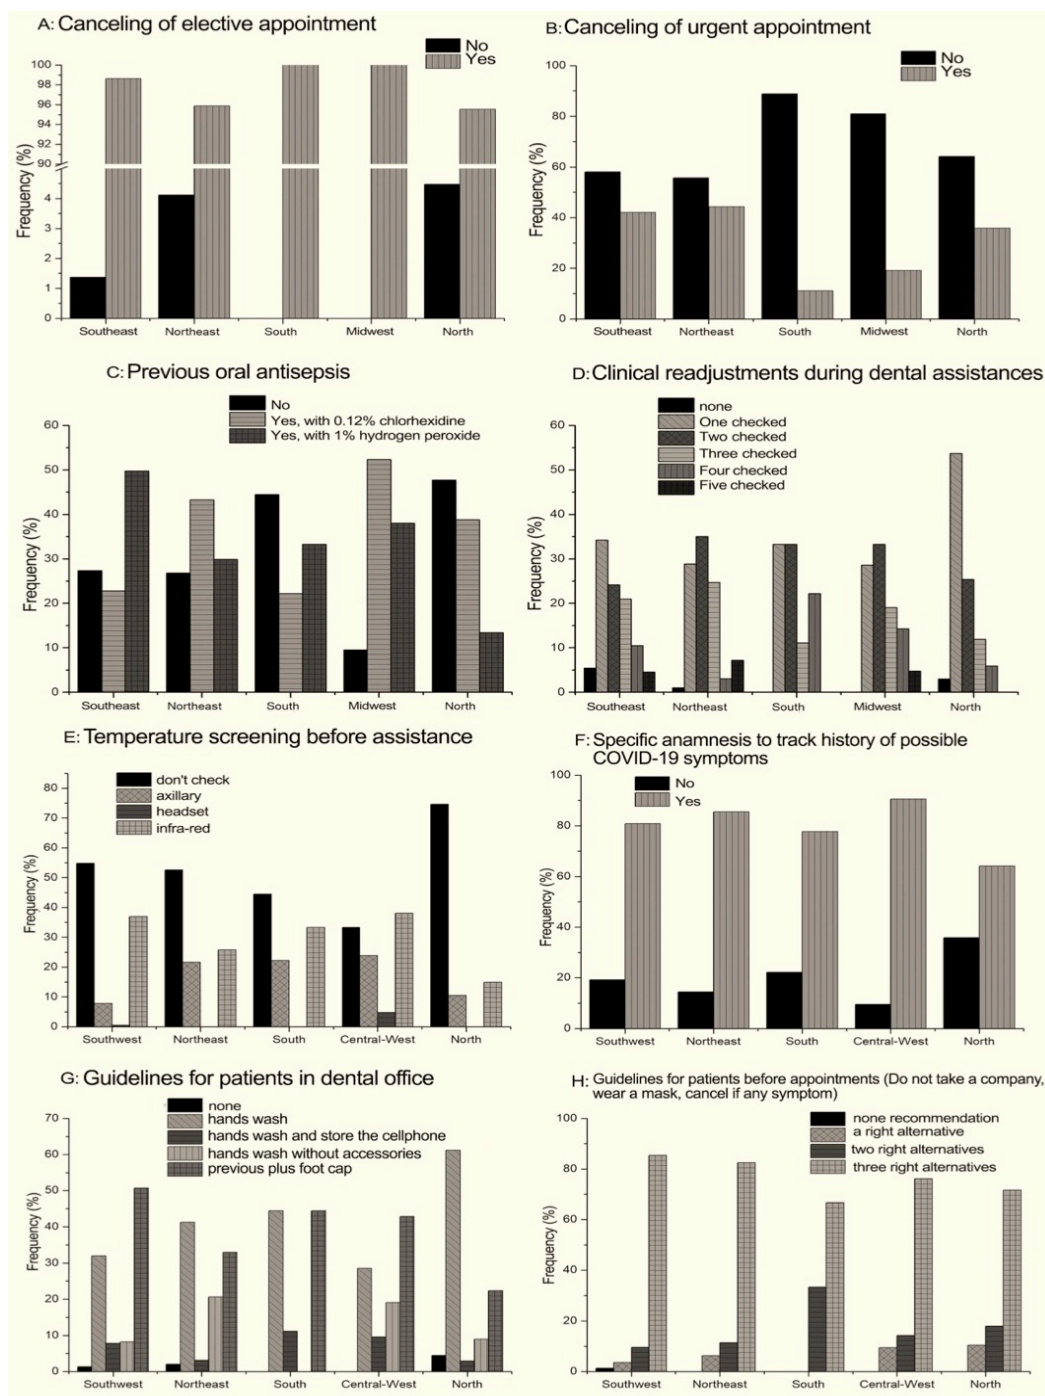 A: Canceling of elective appointment
No
Yes
Frequency (%)
100
98
96
94
92
90
4
3
2
1
0
Southeast Northeast South Midwest North
B: Canceling of urgent appointment
No
Yes
Frequency (%)
100
80
60
40
20
0
Southeast Northeast South Midwest North
C: Previous oral antisepsis
No
Yes, with 0.12% chlorhexidine
Yes, with 1% hydrogen peroxide
Frequency (%)
60
50
40
30
20
10
0
Southeast Northeast South Midwest North
D: Clinical readjustments during dental assistances
none
One checked
Two checked
Three checked
Four checked
Five checked
Frequency (%)
60
50
40
30
20
10
0
Southeast Northeast South Midwest North
E: Temperature screening before assistance
don't check
axillary
headset
infra-red
Frequency (%)
80
70
60
50
40
30
20
10
0
Southwest Northeast South Central-West North
F: Specific anamnesis to track history of possible
COVID-19 symptoms
No
Yes
Frequency (%)
100
80
60
40
20
0
Southwest Northeast South Central-West North
G: Guidelines for patients in dental office
none
hands wash
hands wash and store the cellphone
hands wash without accessories
previous plus foot cap
Frequency (%)
70
60
50
40
30
20
10
0
Southwest Northeast South Central-West North
H: Guidelines for patients before appointments (Do not take a company,
wear a mask, cancel if any symptom)
none recommendation
a right alternative
two right alternatives
three right alternatives
Frequency (%)
100
80
60
40
20
0
Southwest Northeast South Central-West North